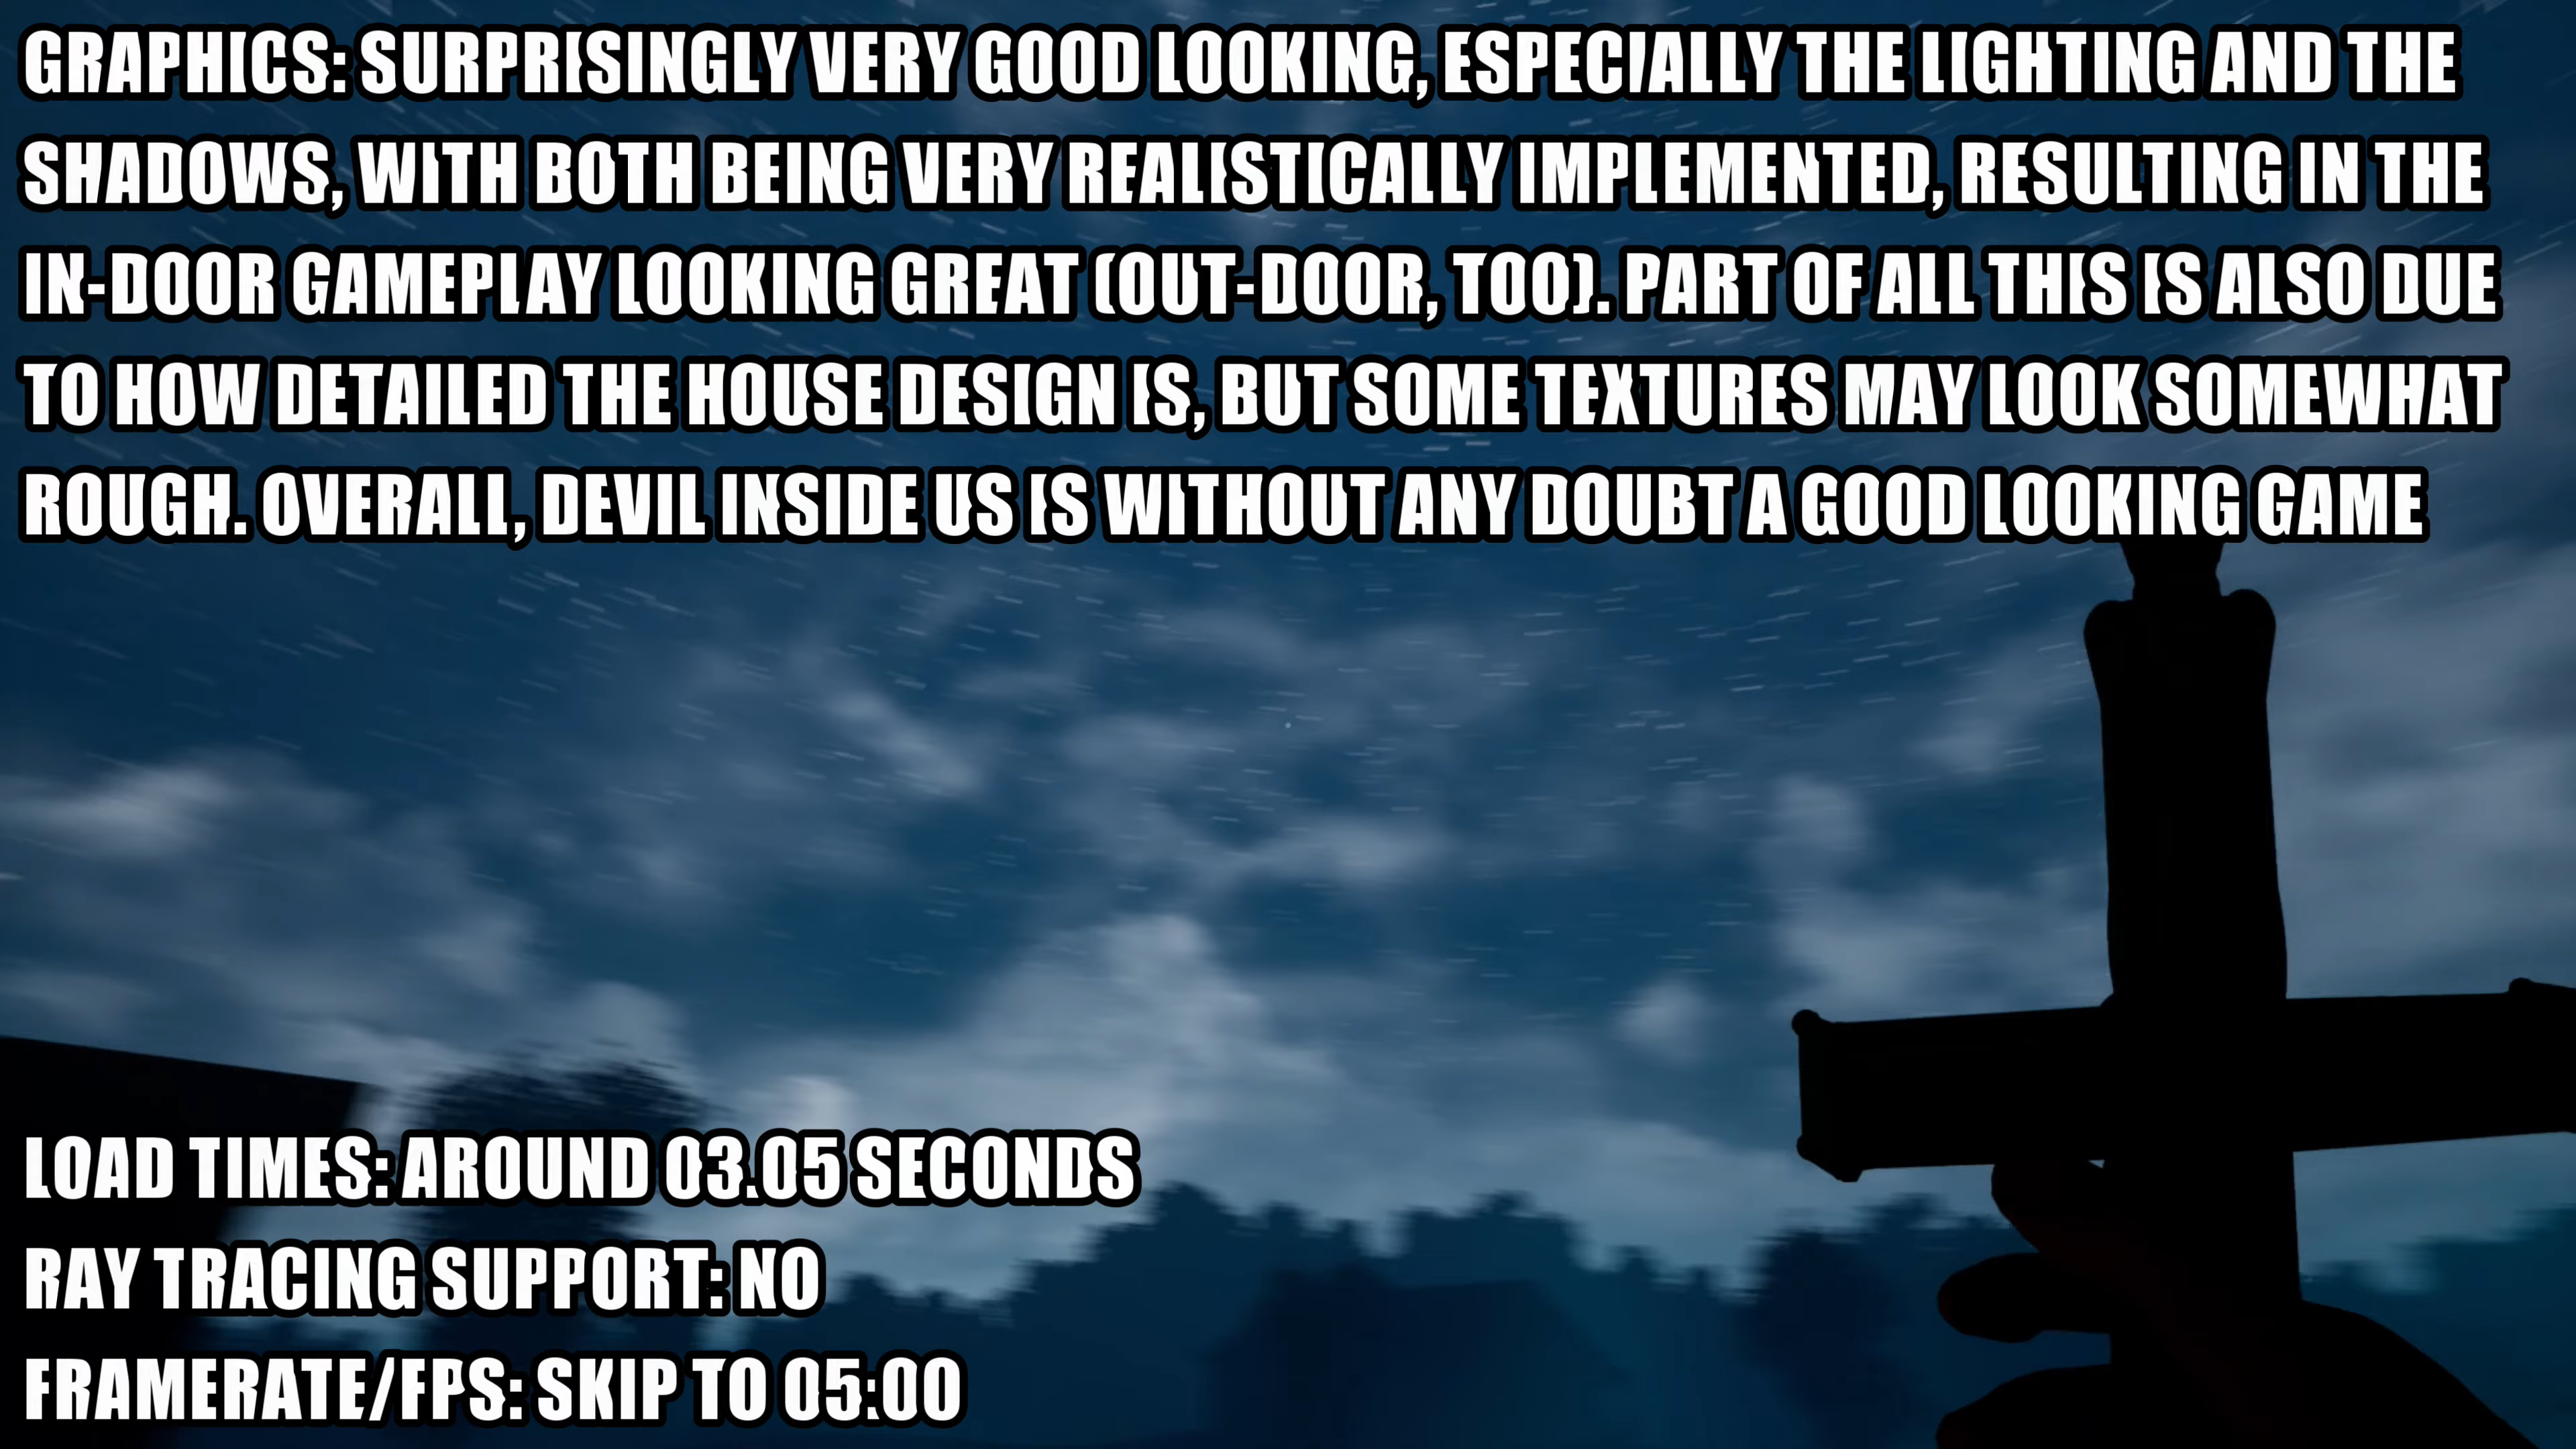 GRAPHICS: SURPRISINGLY VERY GOOD LOOKING, ESPECIALLY THE LIGHTING AND THE
SHADOWS, WITH BOTH BEING VERY REALISTICALLY IMPLEMENTED, RESULTING IN THE
IN-DOOR GAMEPLAY LOOKING GREAT (OUT-DOOR, TOO). PART OF ALL THIS IS ALSO DUE
TO HOW DETAILED THE HOUSE DESIGN IS, BUT SOME TEXTURES MAY LOOK SOMEWHAT
ROUGH. OVERALL, DEVIL INSIDE US IS WITHOUT ANY DOUBT A GOOD LOOKING GAME
LOAD TIMES: AROUND 03.05 SECONDS
RAY TRACING SUPPORT: NO
FRAMERATE/FPS: SKIP TO 05:00